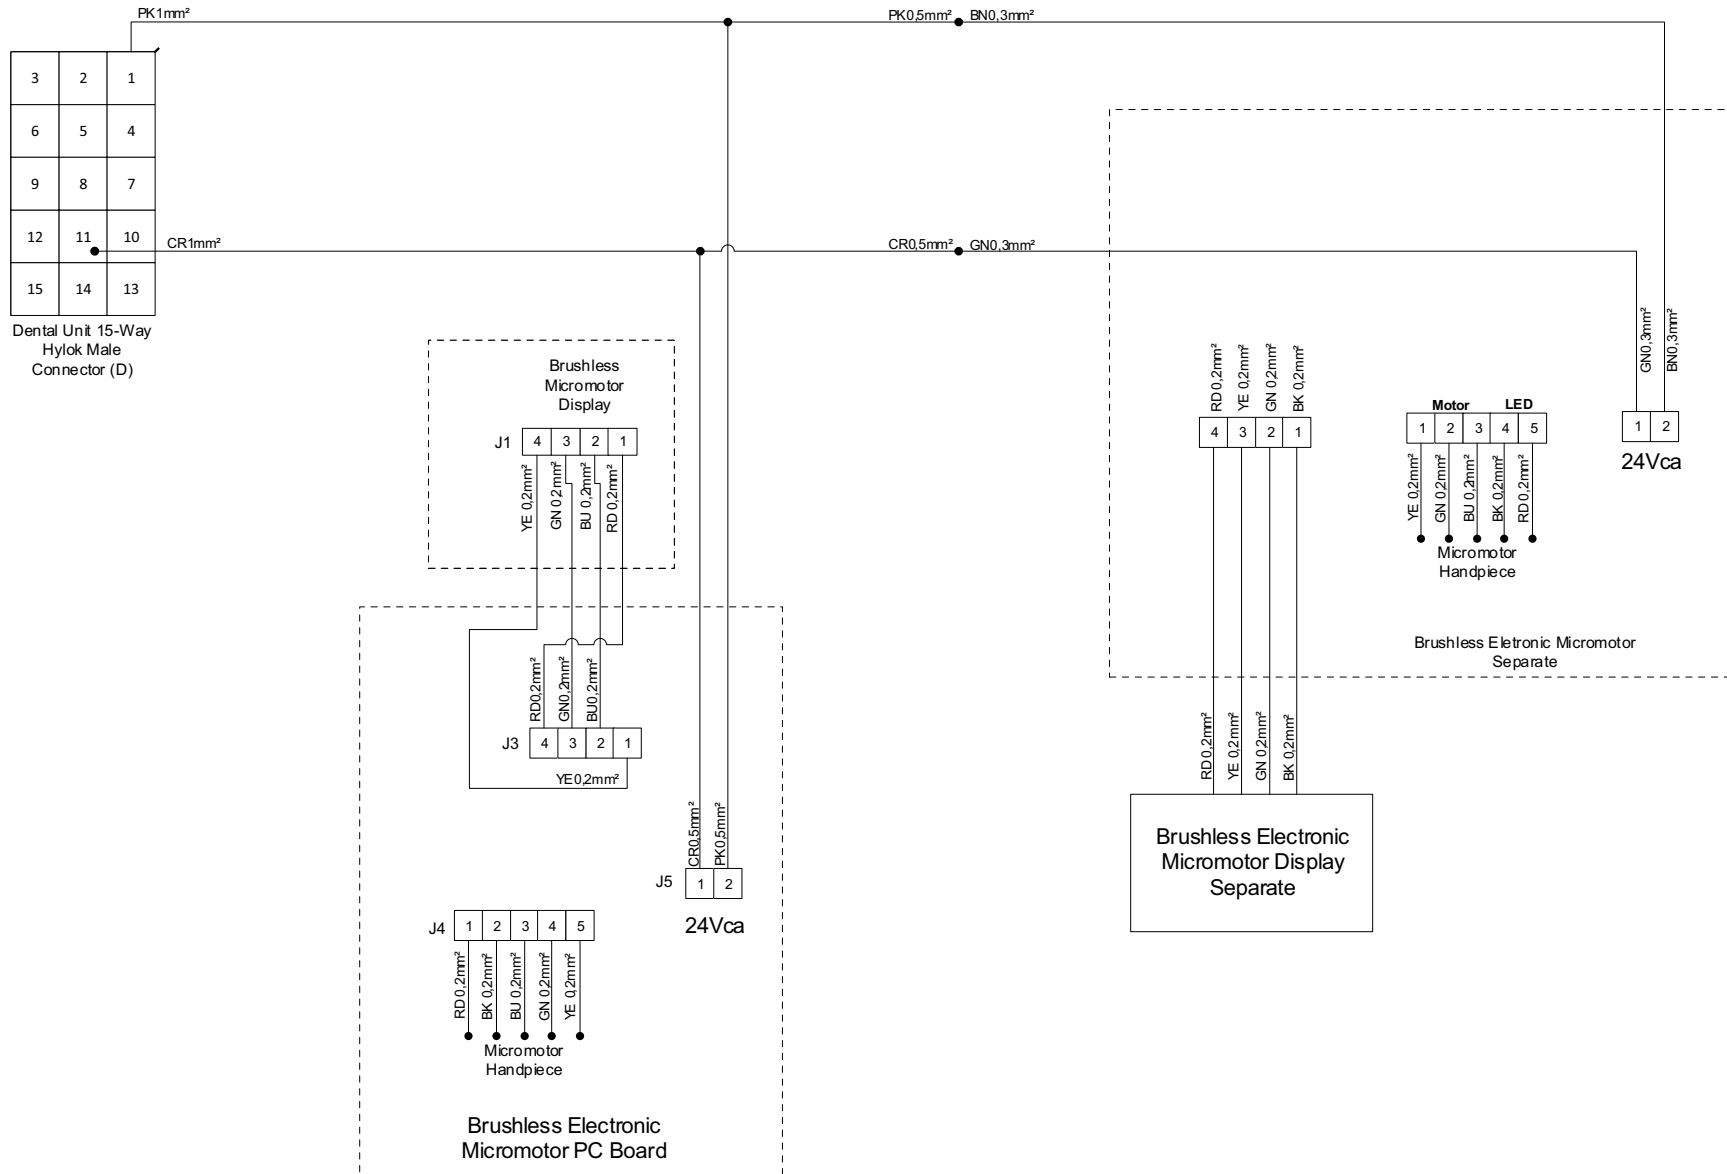 PK1mm²
PK0,5mm² BN0,3mm²
3 2 1
6 5 4
9 8 7
12 11 10
15 14 13
CR1mm²
CR0,5mm² GN0,3mm²
Dental Unit 15-Way
Hylok Male
Connector (D)
Brushless
Micromotor
Display
J1 4 3 2 1
YE 0,2mm²
GN 0,2mm²
BU 0,2mm²
RD 0,2mm²
RD0,2mm²
GN0,2mm²
BU0,2mm²
J3 4 3 2 1
YE0,2mm²
CR0,5mm²
PK0,5mm²
J5 1 2
24Vca
J4 1 2 3 4 5
RD 0,2mm²
BK 0,2mm²
BU 0,2mm²
GN 0,2mm²
YE 0,2mm²
Micromotor
Handpiece
Brushless Electronic
Micromotor PC Board
RD 0,2mm²
YE 0,2mm²
GN 0,2mm²
BK 0,2mm²
4 3 2 1
Motor LED
1 2 3 4 5
YE 0,2mm²
GN 0,2mm²
BU 0,2mm²
BK 0,2mm²
RD 0,2mm²
Micromotor
Handpiece
GN0,3mm²
BN0,3mm²
1 2
24Vca
Brushless Eletronic Micromotor
Separate
RD 0,2mm²
YE 0,2mm²
GN 0,2mm²
BK 0,2mm²
Brushless Electronic
Micromotor Display
Separate